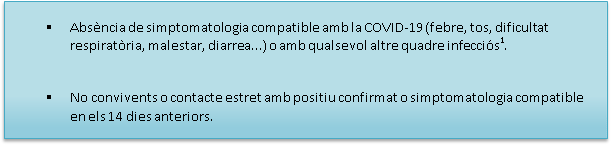 ▪ Absència de simptomatologia compatible amb la COVID-19 (febre, tos, dificultat
respiratòria, malestar, diarrea...) o amb qualsevol altre quadre infecciós¹.
▪ No convivents o contacte estret amb positiu confirmat o simptomatologia compatible
en els 14 dies anteriors.